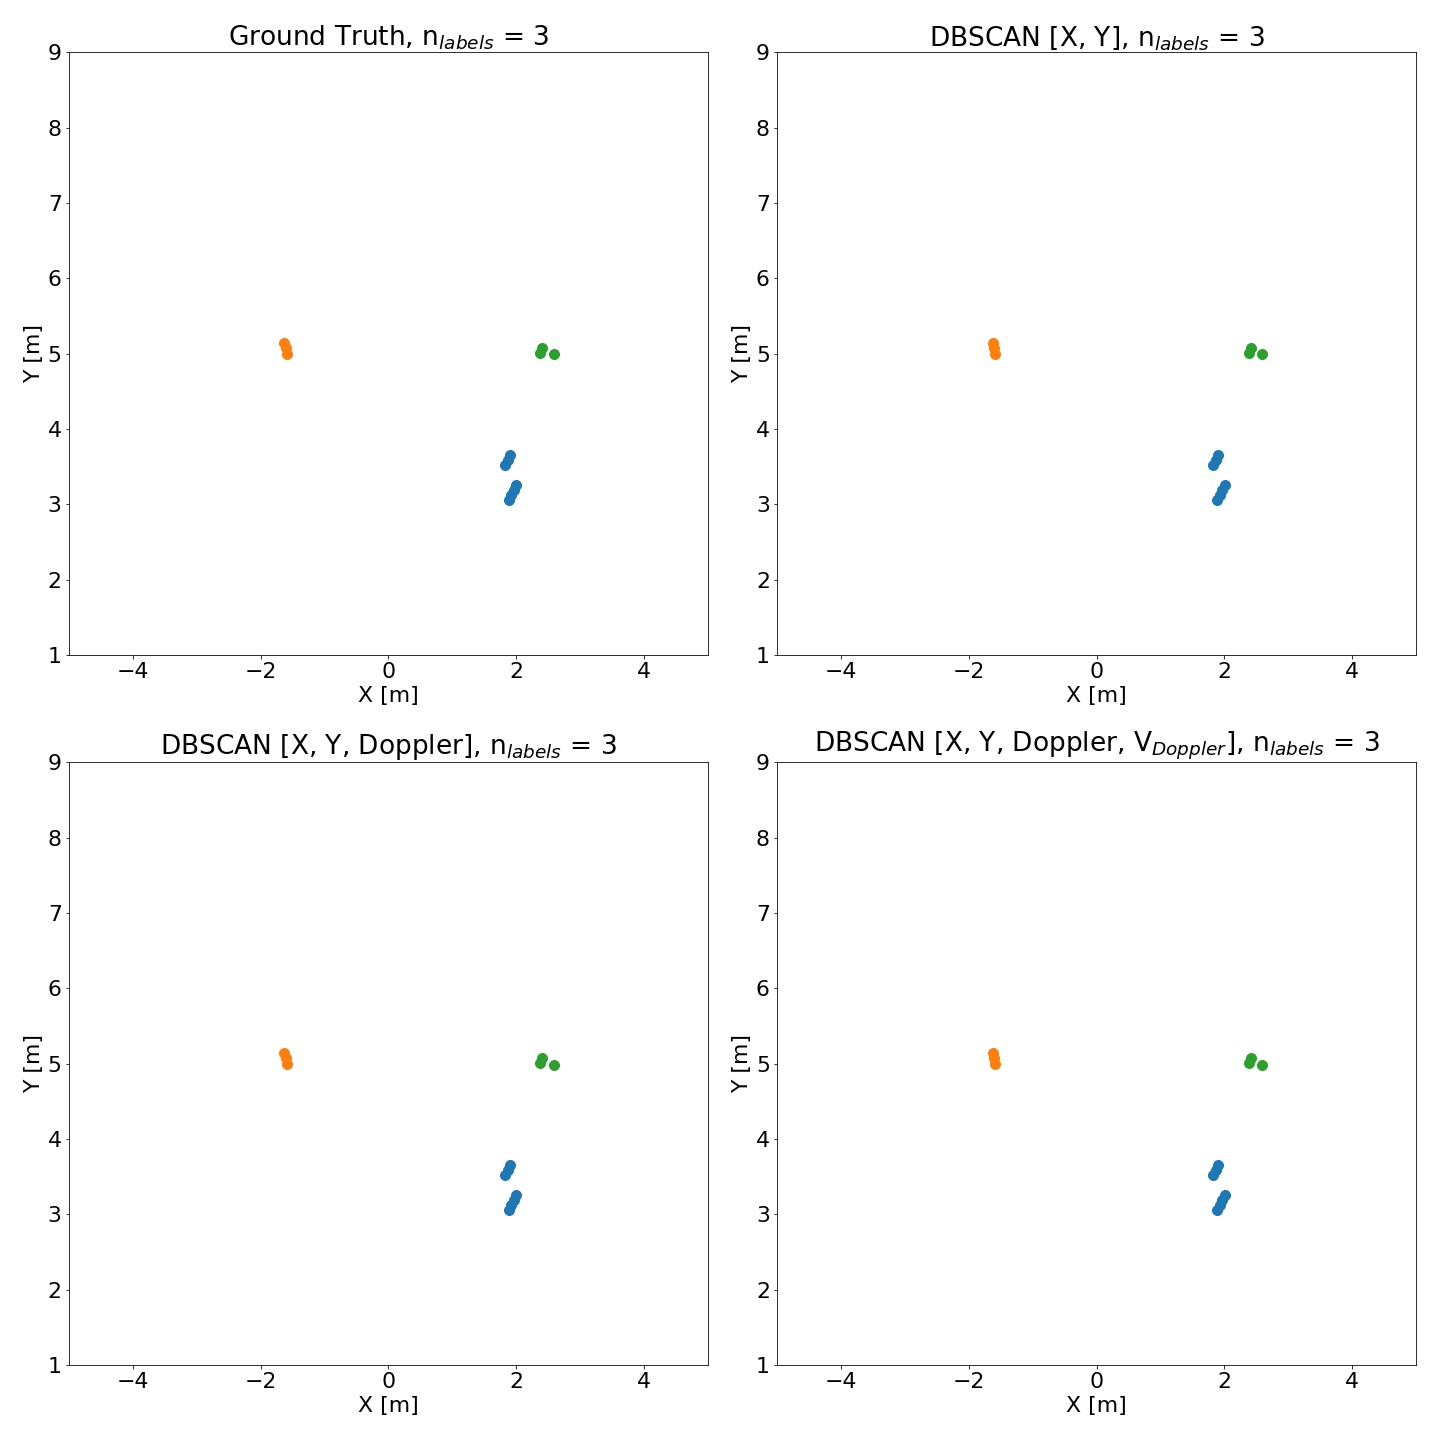 Ground Truth, n_labels = 3
9
8
7
6
5
4
3
2
1
Y [m]
−4 −2 0 2 4
X [m]
DBSCAN [X, Y], n_labels = 3
9
8
7
6
5
4
3
2
1
Y [m]
−4 −2 0 2 4
X [m]
DBSCAN [X, Y, Doppler], n_labels = 3
9
8
7
6
5
4
3
2
1
Y [m]
−4 −2 0 2 4
X [m]
DBSCAN [X, Y, Doppler, V_Doppler], n_labels = 3
9
8
7
6
5
4
3
2
1
Y [m]
−4 −2 0 2 4
X [m]